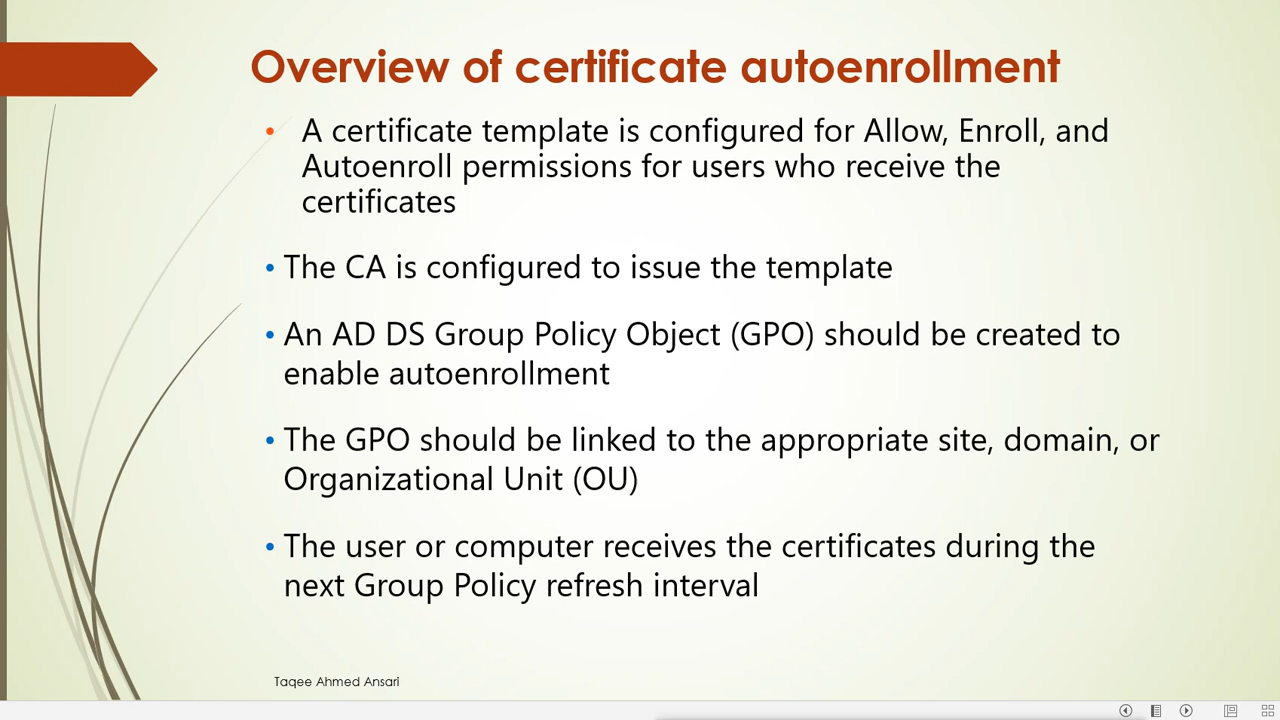 Overview of certificate autoenrollment
• A certificate template is configured for Allow, Enroll, and
Autoenroll permissions for users who receive the
certificates
• The CA is configured to issue the template
• An AD DS Group Policy Object (GPO) should be created to
enable autoenrollment
• The GPO should be linked to the appropriate site, domain, or
Organizational Unit (OU)
• The user or computer receives the certificates during the
next Group Policy refresh interval
Taqee Ahmed Ansari